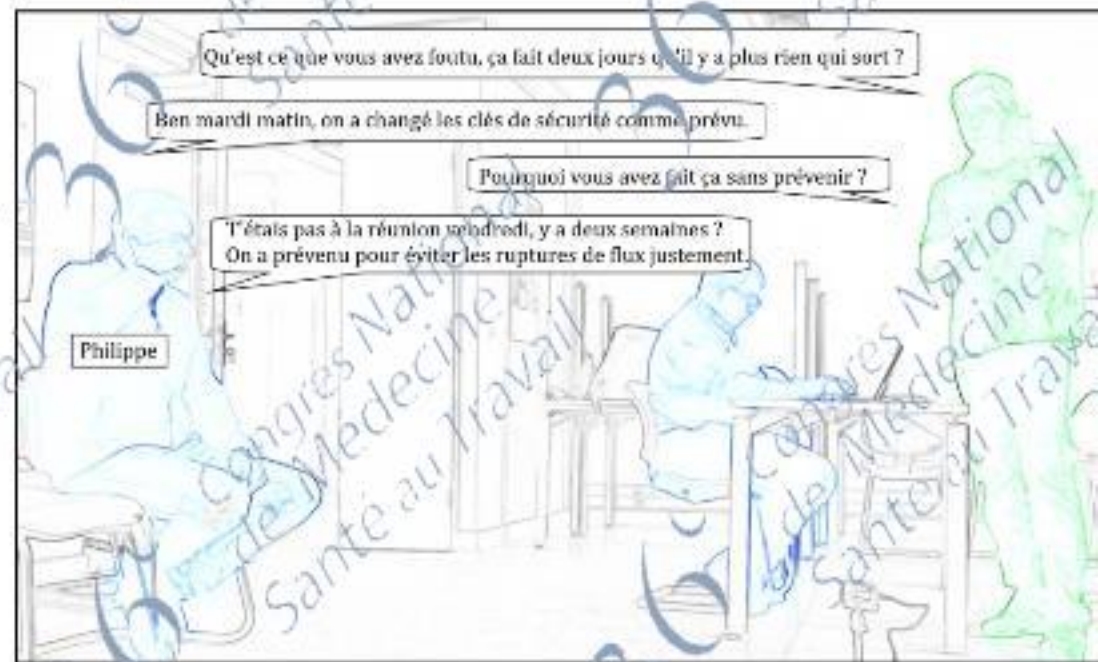 Qu'est ce que vous avez foutu, ça fait deux jours qu'il y a plus rien qui sort ?
Ben mardi matin, on a changé les clés de sécurité comme prévu.
Pourquoi vous avez fait ça sans prévenir ?
T'étais pas à la réunion vendredi, y a deux semaines ?
On a prévenu pour éviter les ruptures de flux justement.
Philippe
Congrès National
de Médecine
Santé au Travail
Congrès National
de Médecine
Santé au Travail